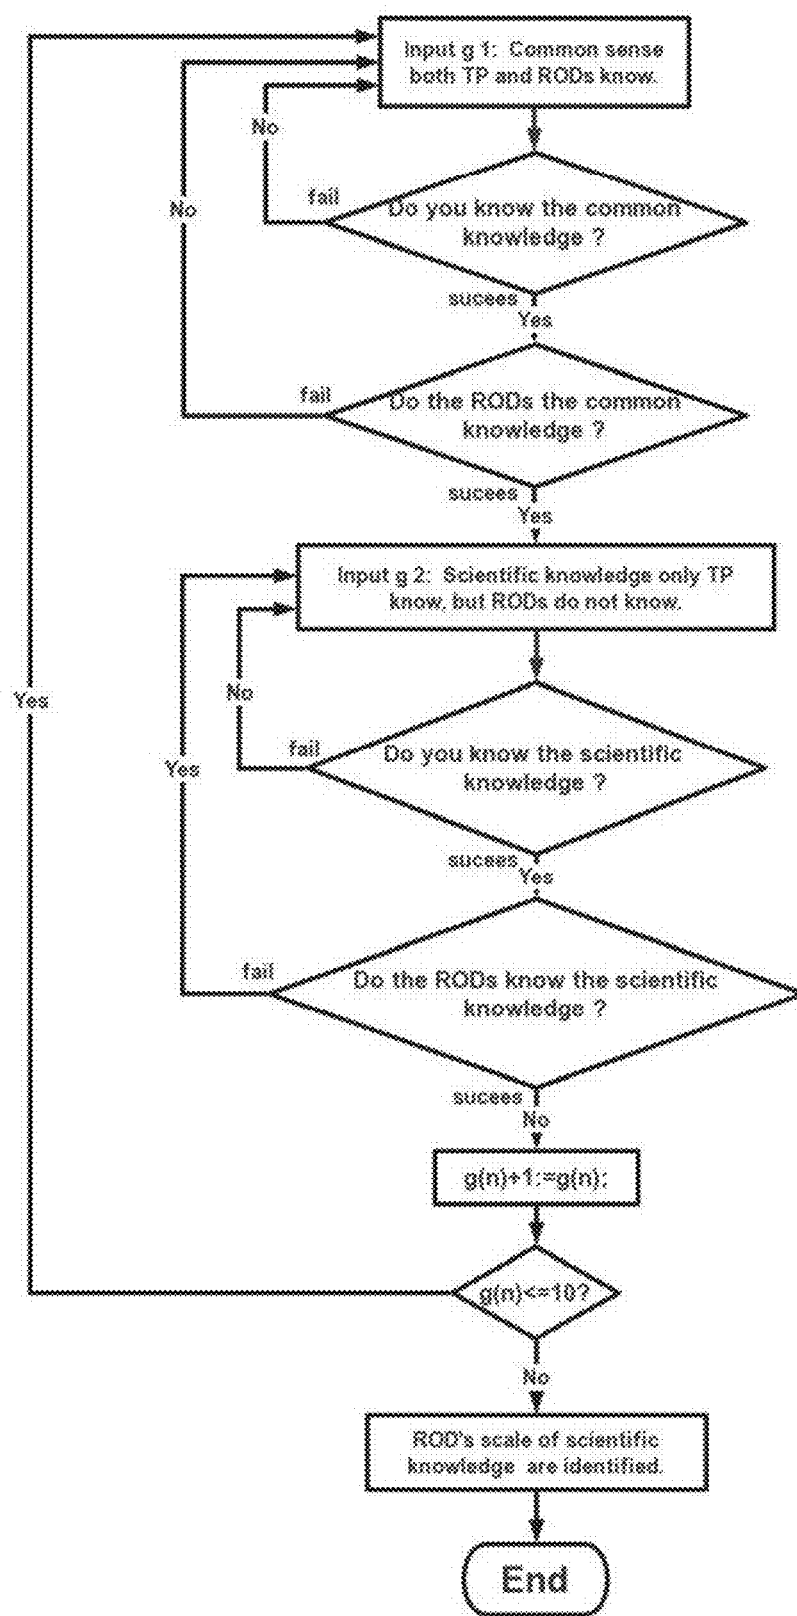 Input g 1: Common sense
both TP and RODs know.
No
fail
Do you know the common
knowledge ?
No
sucees
Yes
fail
Do the RODs the common
knowledge ?
sucees
Yes
Input g 2: Scientific knowledge only TP
know, but RODs do not know.
Yes
No
fail
Do you know the scientific
knowledge ?
Yes
sucees
Yes
fail
Do the RODs know the scientific
knowledge ?
sucees
No
g(n)+1:=g(n);
g(n)<=10?
No
ROD's scale of scientific
knowledge are identified.
End